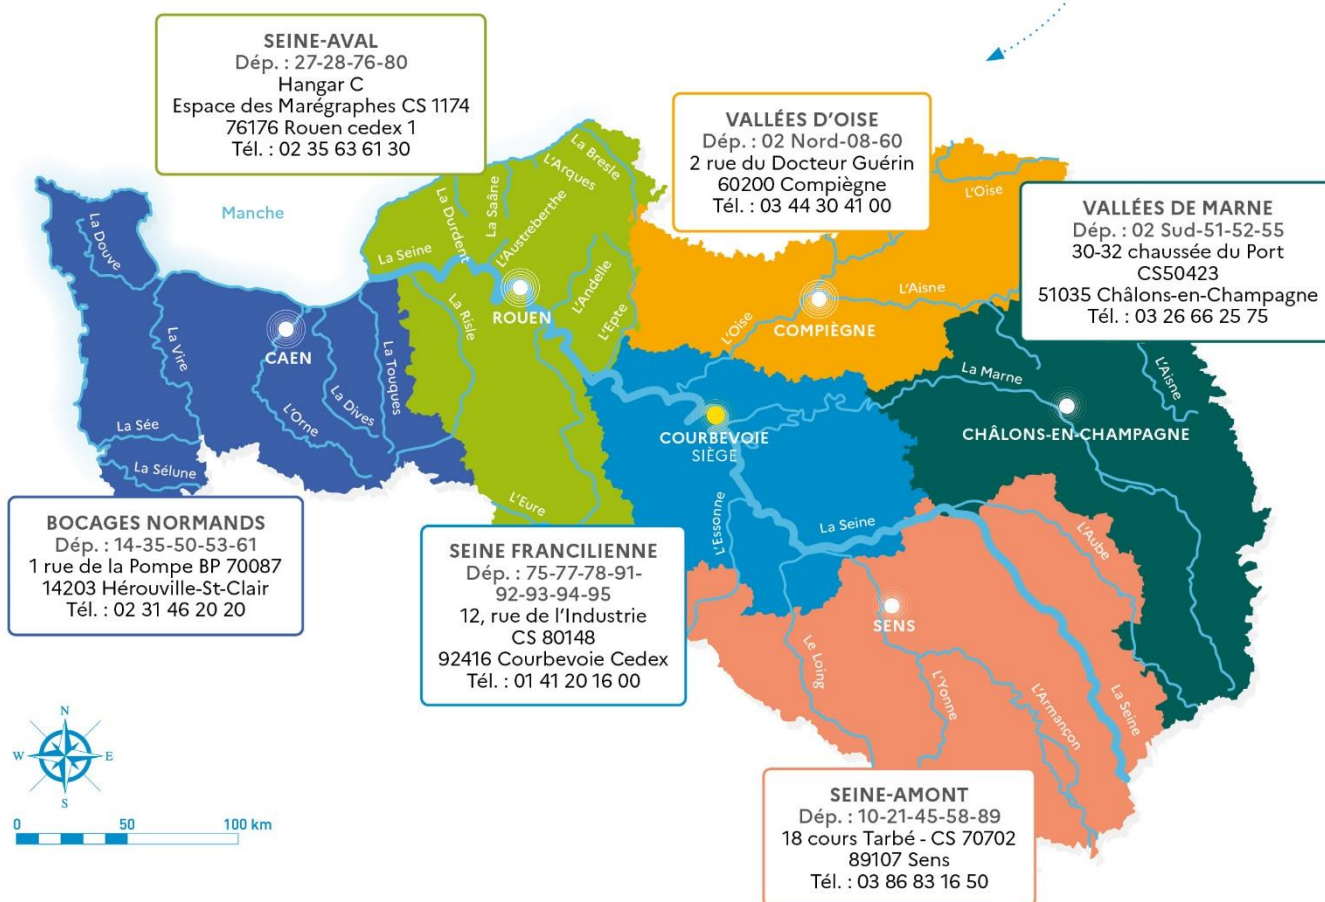 SEINE-AVAL
Dép. : 27-28-76-80
Hangar C
Espace des Marégraphes CS 1174
76176 Rouen cedex 1
Tél. : 02 35 63 61 30
VALLÉES D'OISE
Dép. : 02 Nord-08-60
2 rue du Docteur Guérin
60200 Compiègne
Tél. : 03 44 30 41 00
VALLÉES DE MARNE
Dép. : 02 Sud-51-52-55
30-32 chaussée du Port
CS50423
51035 Châlons-en-Champagne
Tél. : 03 26 66 25 75
Manche
La Douve
La Vire
La Sée
La Sélune
CAEN
L'Orne
La Dives
La Touques
La Seine
La Durdent
La Saâne
L'Austreberthe
L'Arques
La Bresle
ROUEN
La Risle
L'Andelle
L'Epte
L'Eure
L'Oise
L'Oise
L'Aisne
COMPIÈGNE
La Marne
L'Aisne
CHÂLONS-EN-CHAMPAGNE
COURBEVOIE
SIÈGE
L'Essonne
La Seine
L'Aube
SENS
Le Loing
L'Yonne
L'Armançon
La Seine
BOCAGES NORMANDS
Dép. : 14-35-50-53-61
1 rue de la Pompe BP 70087
14203 Hérouville-St-Clair
Tél. : 02 31 46 20 20
SEINE FRANCILIENNE
Dép. : 75-77-78-91-
92-93-94-95
12, rue de l'Industrie
CS 80148
92416 Courbevoie Cedex
Tél. : 01 41 20 16 00
SEINE-AMONT
Dép. : 10-21-45-58-89
18 cours Tarbé - CS 70702
89107 Sens
Tél. : 03 86 83 16 50
N
W E
S
0 50 100 km